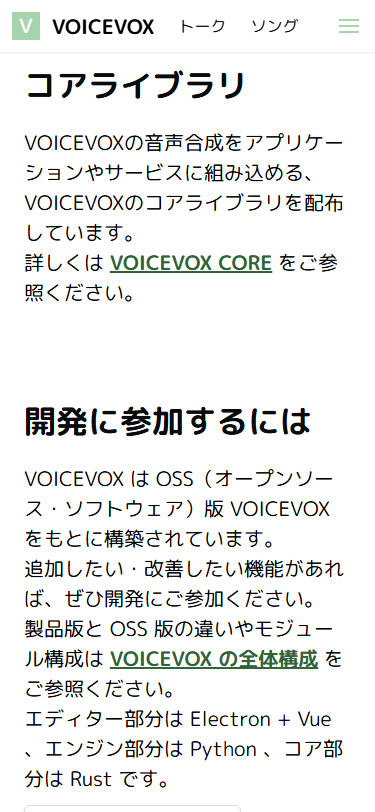 V VOICEVOX トーク ソング
コアライブラリ
VOICEVOXの音声合成をアプリケー
ションやサービスに組み込める、
VOICEVOXのコアライブラリを配布
しています。
詳しくは VOICEVOX CORE をご参
照ください。
開発に参加するには
VOICEVOX は OSS（オープンソー
ス・ソフトウェア）版 VOICEVOX
をもとに構築されています。
追加したい・改善したい機能があれ
ば、ぜひ開発にご参加ください。
製品版と OSS 版の違いやモジュー
ル構成は VOICEVOX の全体構成 を
ご参照ください。
エディター部分は Electron + Vue
、エンジン部分は Python 、コア部
分は Rust です。